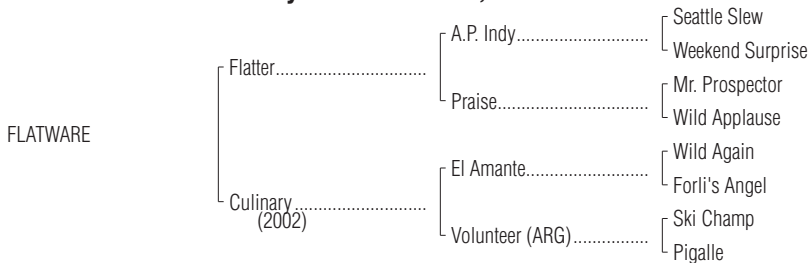 Seattle Slew
A.P. Indy..............................
Weekend Surprise
Flatter..................................
Mr. Prospector
Praise..................................
Wild Applause
FLATWARE
Wild Again
El Amante............................
Forli's Angel
Culinary..............................
(2002)
Ski Champ
Volunteer (ARG).................
Pigalle